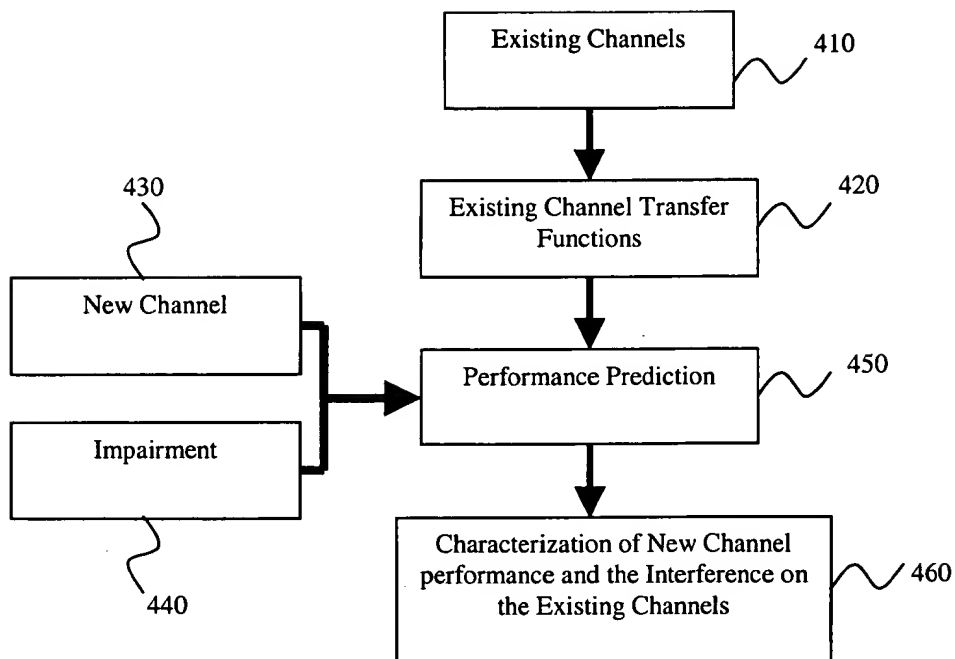 Existing Channels
410
Existing Channel Transfer
Functions
420
430
New Channel
Performance Prediction
450
Impairment
440
Characterization of New Channel
performance and the Interference on
the Existing Channels
460